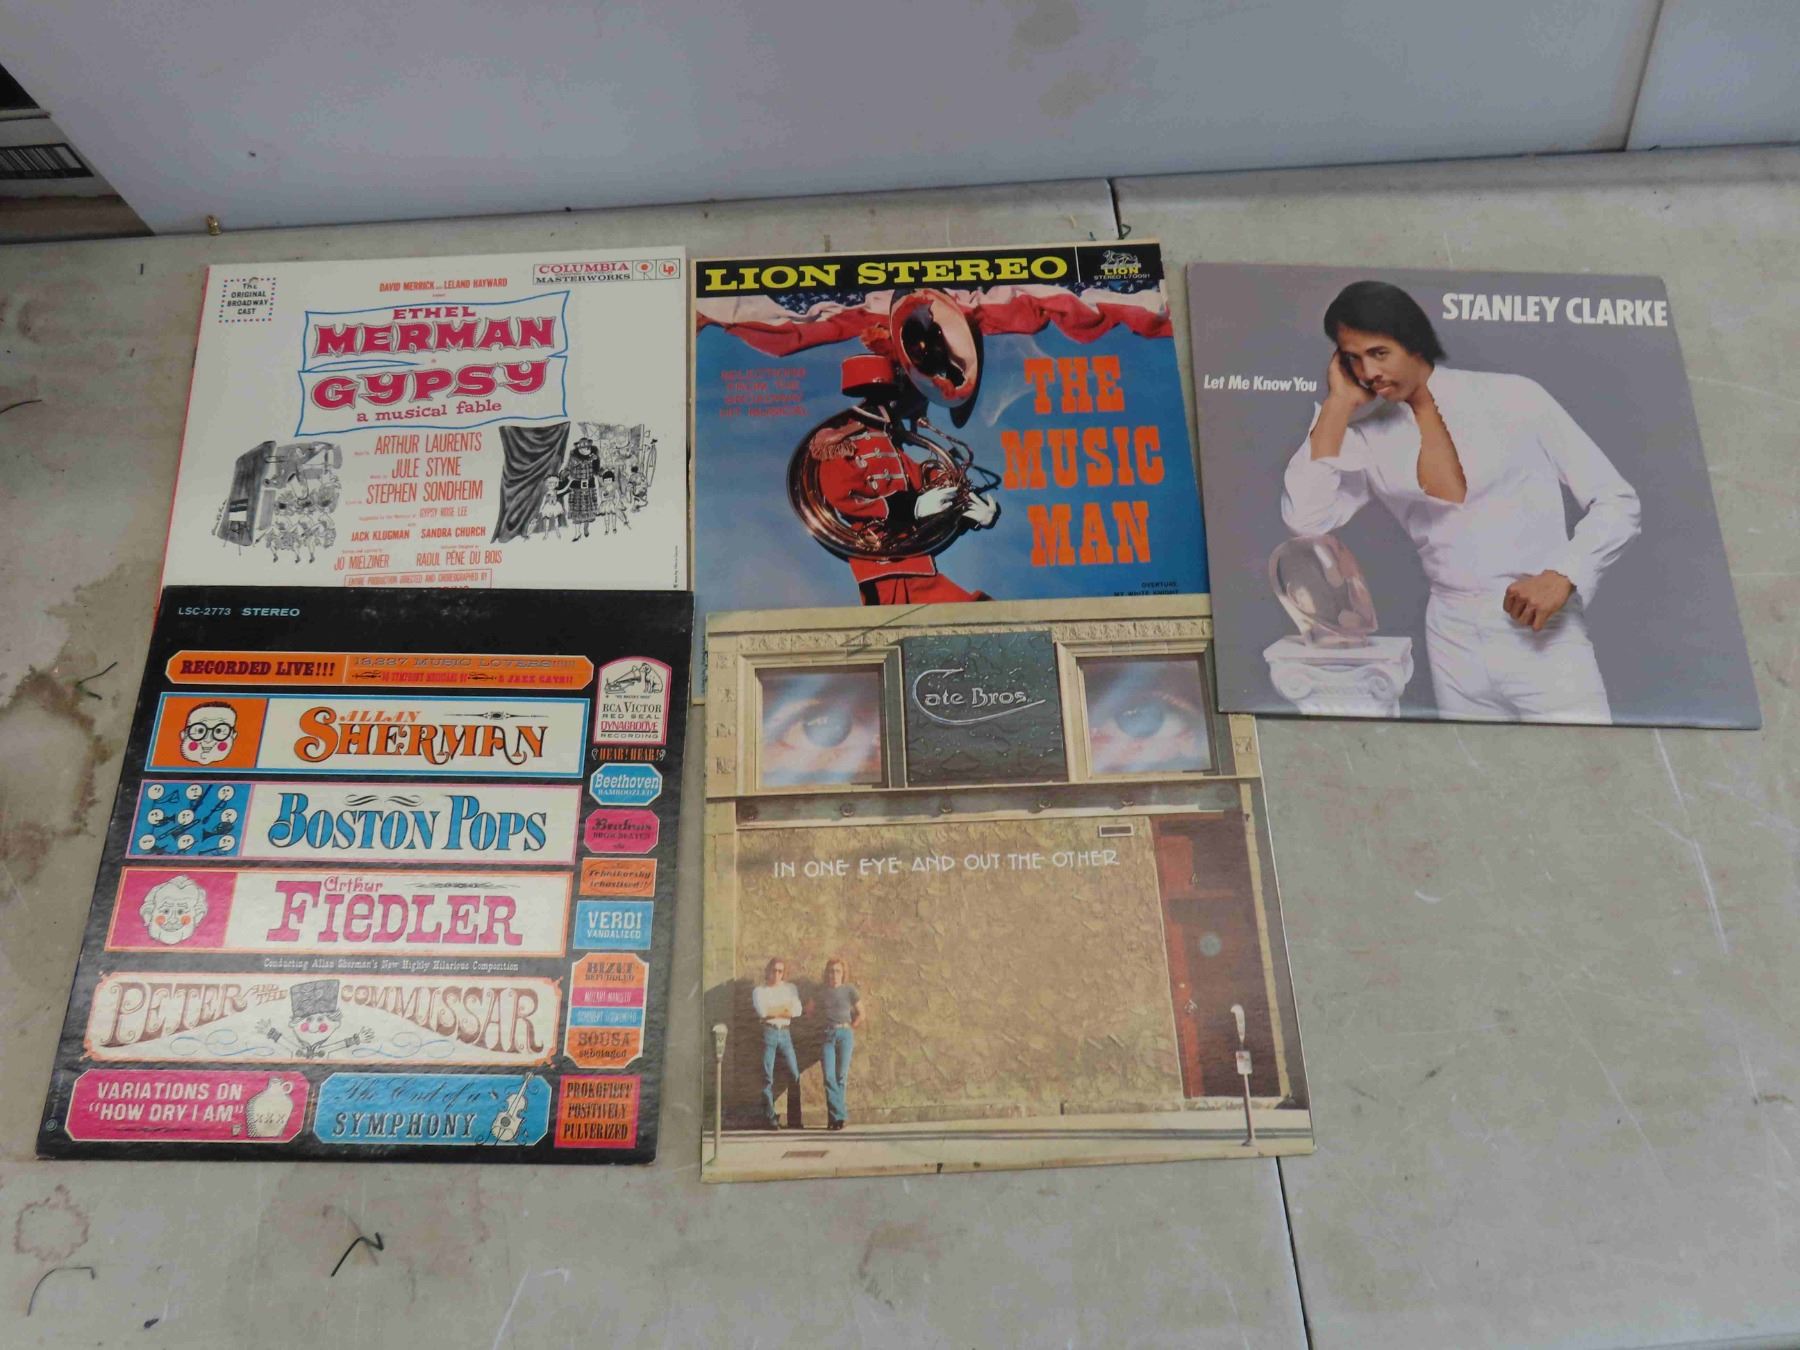 THE
ORIGINAL
BROADWAY
CAST
DAVID MERRICK and LELAND HAYWARD
COLUMBIA
MASTERWORKS
Lp
ETHEL
MERMAN
GYPSY
a musical fable
ARTHUR LAURENTS
JULE STYNE
STEPHEN SONDHEIM
GYPSY ROSE LEE
JACK KLUGMAN SANDRA CHURCH
JO MIELZINER
RAOUL PÈNE DU BOIS
ENTIRE PRODUCTION DIRECTED AND CHOREOGRAPHED BY
LION STEREO
LION
STEREO L70091
SELECTIONS
FROM THE
BROADWAY
HIT MUSICAL
THE
MUSIC
MAN
OVERTURE
MY WHITE KNIGHT
STANLEY CLARKE
Let Me Know You
LSC-2773 STEREO
RECORDED LIVE!!!
12,337 MUSIC LOVERS!!!!!!
RCA VICTOR
RED SEAL
DYNAGROOVE
RECORDING
ALLAN
SHERMAN
BOSTON POPS
Arthur
FIEDLER
Conducting Allan Sherman's New Highly Hilarious Composition
PETER AND THE COMMISSAR
VARIATIONS ON
"HOW DRY I AM"
XXX
The End of a
SYMPHONY
HEAR! HEAR!
Beethoven
BAMBOOZLED
Brahms
VERDI
VANDALIZED
BIZET
BEFUDDLED
SOUSA
sabotaged
PROKOFIEFF
POSITIVELY
PULVERIZED
Cate Bros.
IN ONE EYE AND OUT THE OTHER